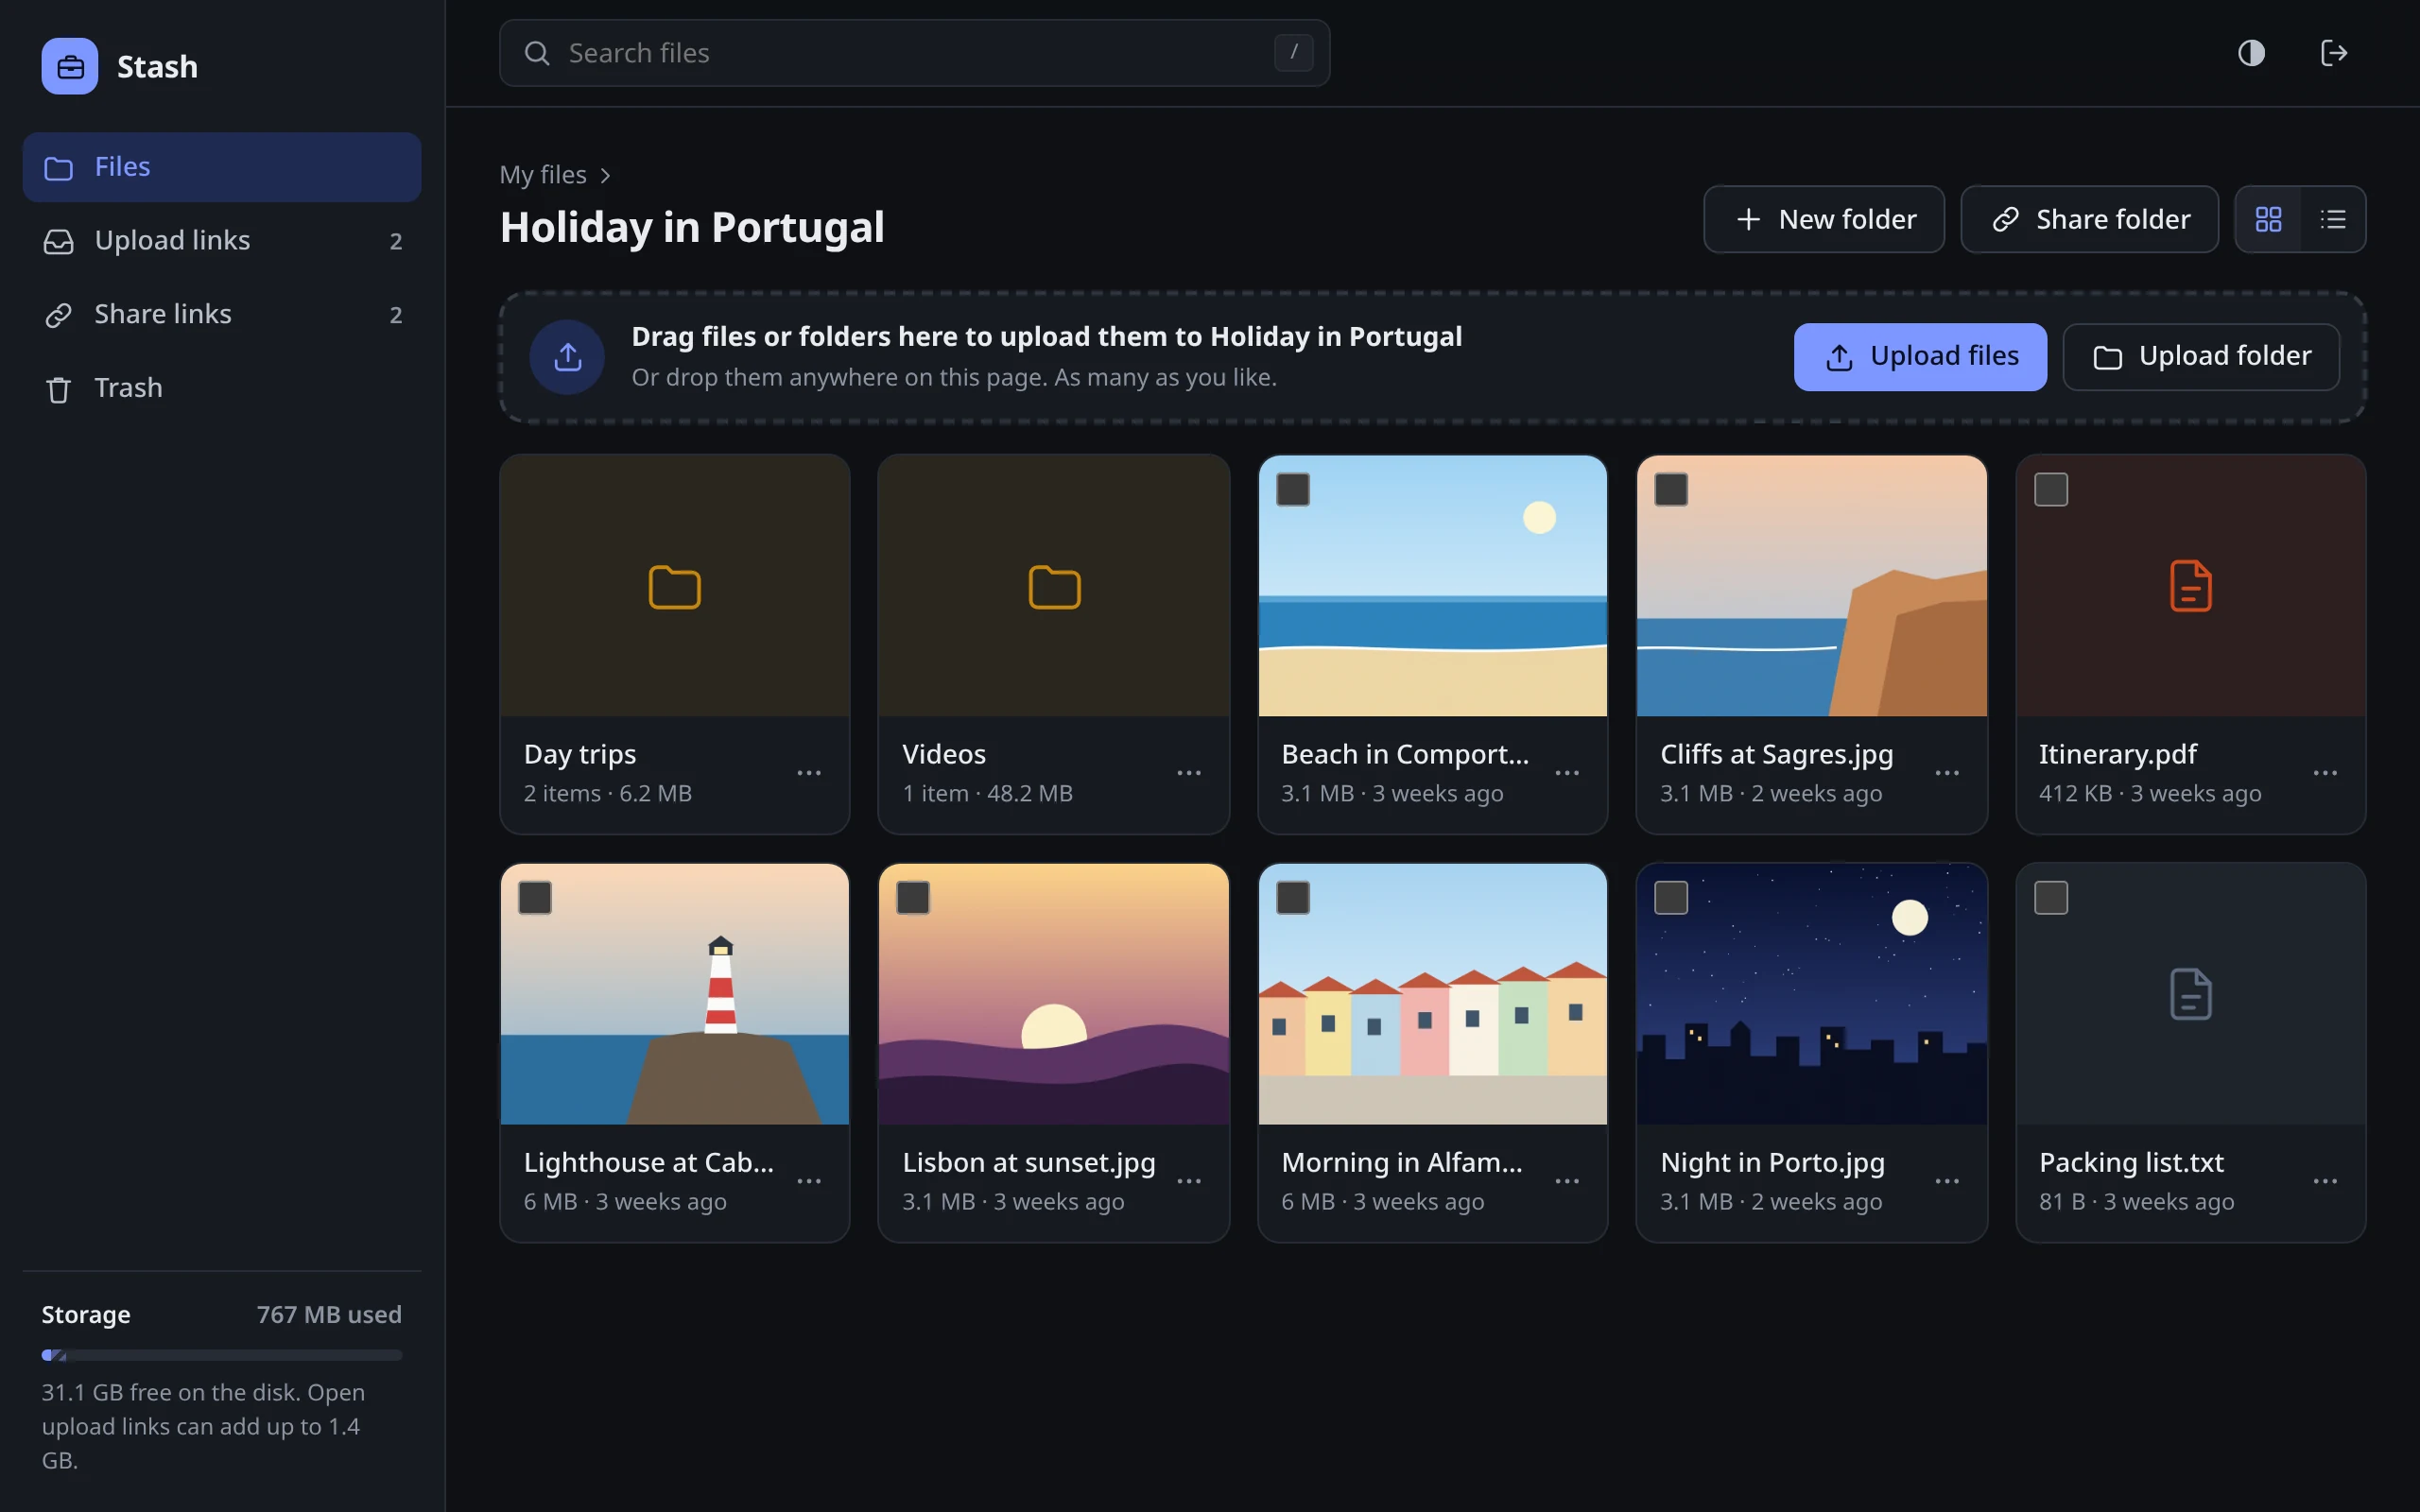 Stash
Search files
/
Files
Upload links 2
Share links 2
Trash
My files
Holiday in Portugal
New folder
Share folder
Drag files or folders here to upload them to Holiday in Portugal
Or drop them anywhere on this page. As many as you like.
Upload files
Upload folder
Day trips
2 items · 6.2 MB
Videos
1 item · 48.2 MB
Beach in Comport...
3.1 MB · 3 weeks ago
Cliffs at Sagres.jpg
3.1 MB · 2 weeks ago
Itinerary.pdf
412 KB · 3 weeks ago
Lighthouse at Cab...
6 MB · 3 weeks ago
Lisbon at sunset.jpg
3.1 MB · 3 weeks ago
Morning in Alfam...
6 MB · 3 weeks ago
Night in Porto.jpg
3.1 MB · 2 weeks ago
Packing list.txt
81 B · 3 weeks ago
Storage 767 MB used
31.1 GB free on the disk. Open
upload links can add up to 1.4
GB.